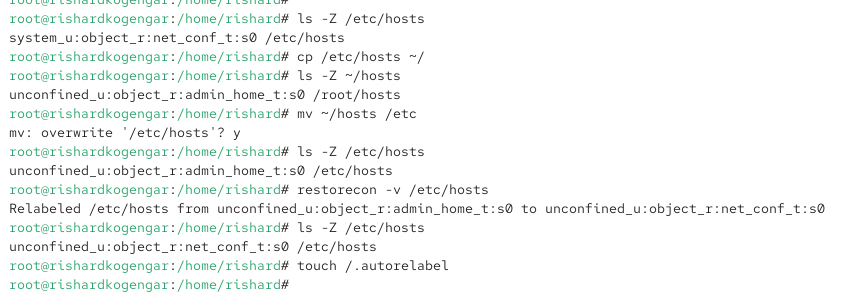 root@rishardkogengar:/home/rishard#
root@rishardkogengar:/home/rishard# ls -Z /etc/hosts
system_u:object_r:net_conf_t:s0 /etc/hosts
root@rishardkogengar:/home/rishard# cp /etc/hosts ~/
root@rishardkogengar:/home/rishard# ls -Z ~/hosts
unconfined_u:object_r:admin_home_t:s0 /root/hosts
root@rishardkogengar:/home/rishard# mv ~/hosts /etc
mv: overwrite '/etc/hosts'? y
root@rishardkogengar:/home/rishard# ls -Z /etc/hosts
unconfined_u:object_r:admin_home_t:s0 /etc/hosts
root@rishardkogengar:/home/rishard# restorecon -v /etc/hosts
Relabeled /etc/hosts from unconfined_u:object_r:admin_home_t:s0 to unconfined_u:object_r:net_conf_t:s0
root@rishardkogengar:/home/rishard# ls -Z /etc/hosts
unconfined_u:object_r:net_conf_t:s0 /etc/hosts
root@rishardkogengar:/home/rishard# touch /.autorelabel
root@rishardkogengar:/home/rishard#